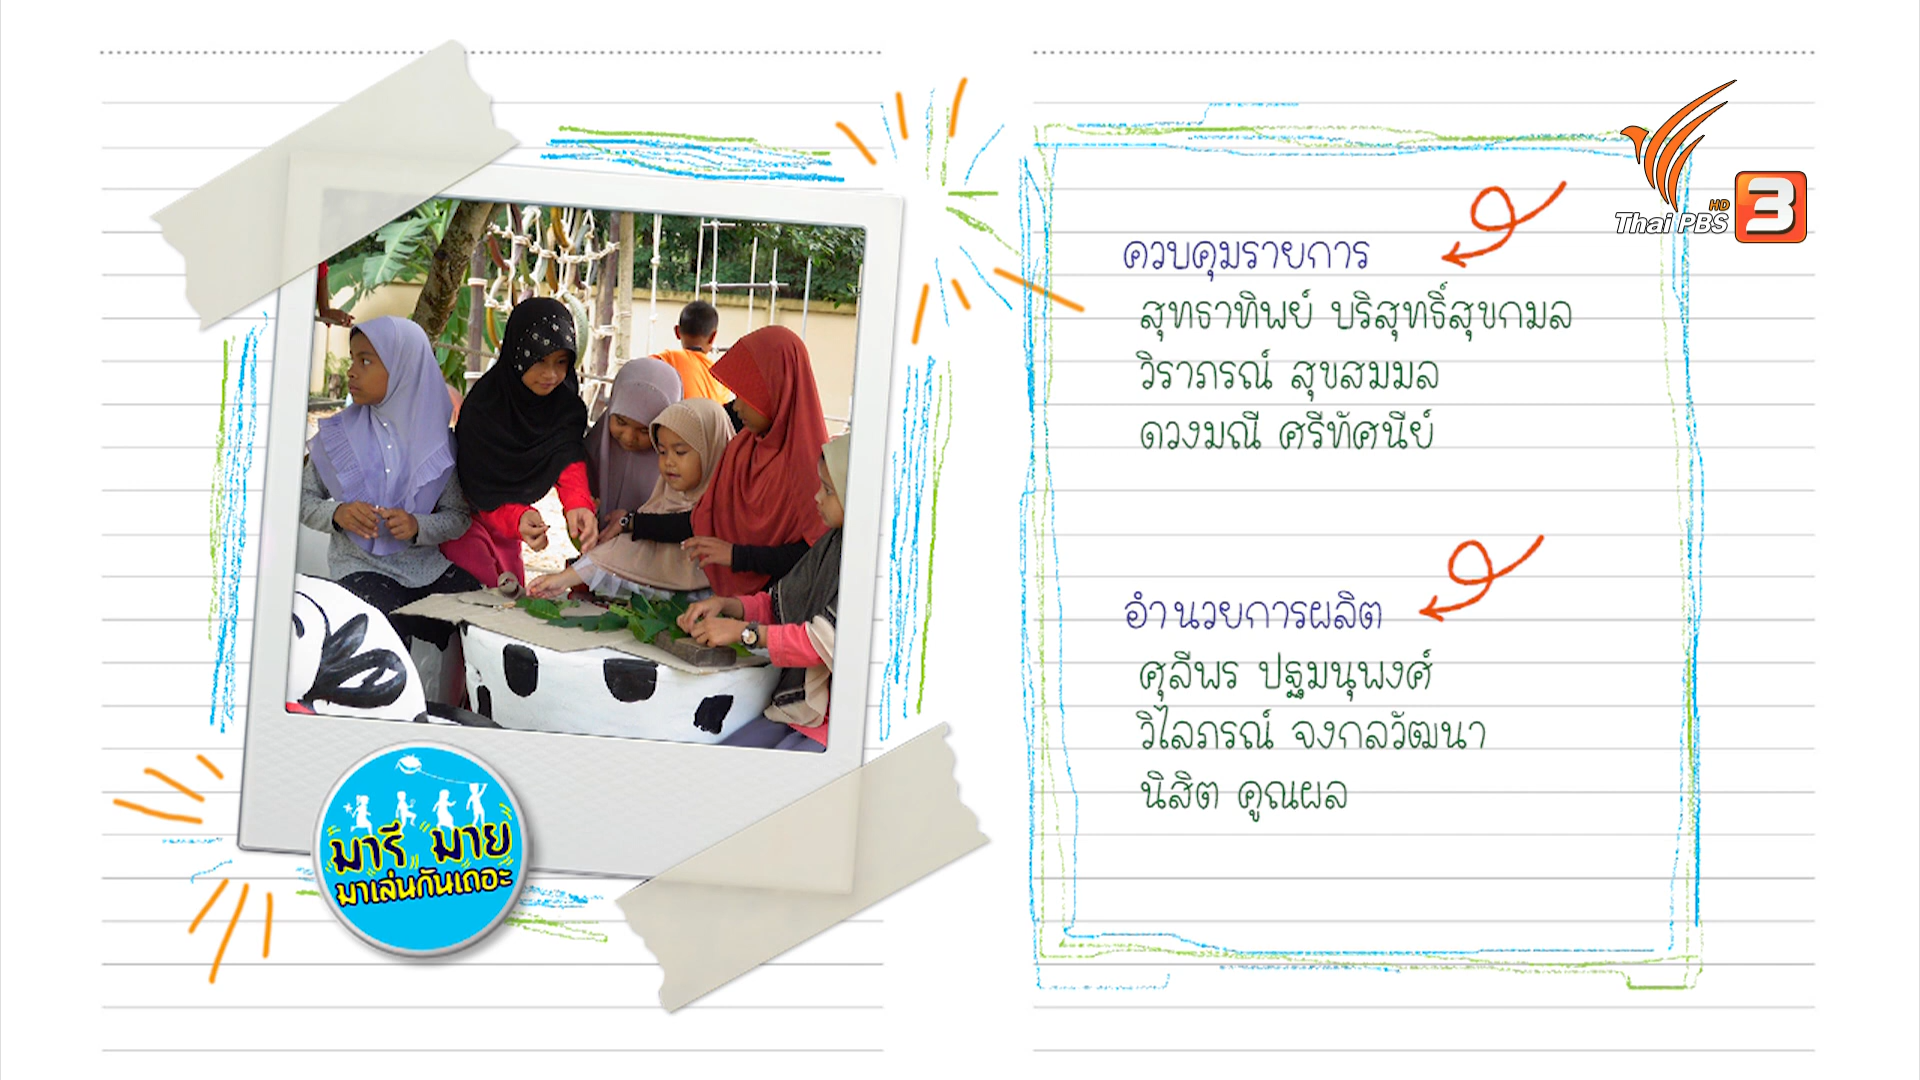 Thai PBS HD 3
ควบคุมรายการ
สุทธาทิพย์ บริสุทธิ์สุขกมล
วิราภรณ์ สุขสมมล
ดวงมณี ศรีทัศนีย์
อำนวยการผลิต
ศุลีพร ปฐมนุพงศ์
วิไลภรณ์ จงกลวัฒนา
นิสิต คูณผล
มารี มาย
มาเล่นกันเถอะ